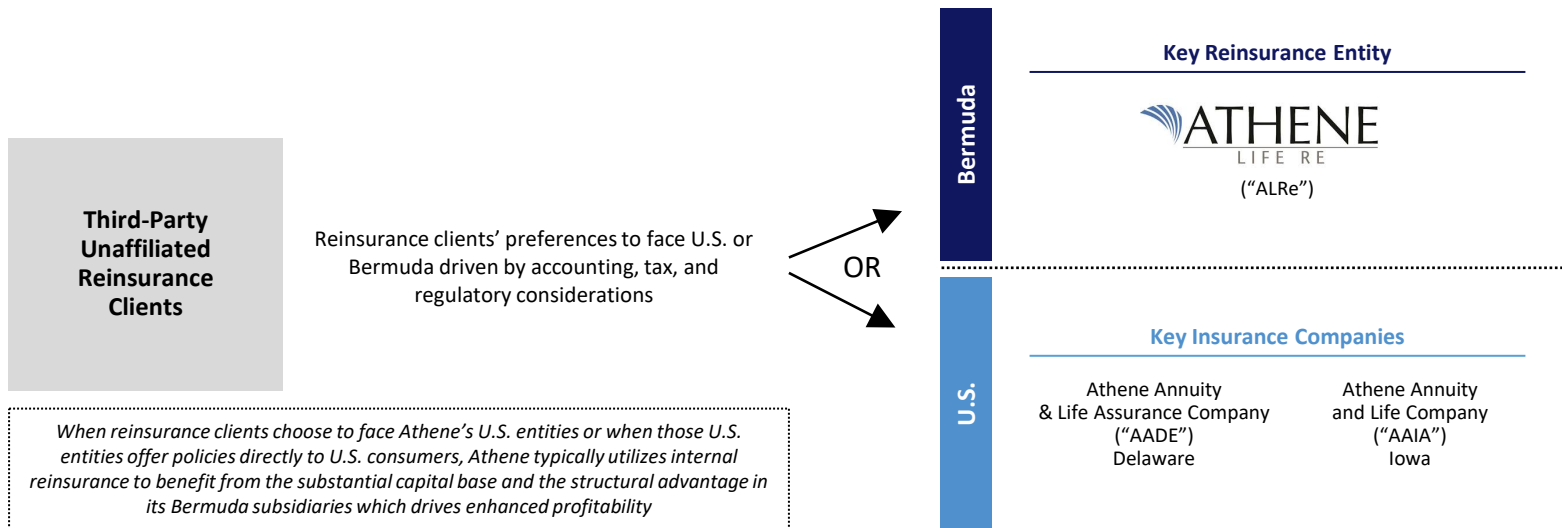 Third-Party
Unaffiliated
Reinsurance
Clients
Reinsurance clients’ preferences to face U.S. or
Bermuda driven by accounting, tax, and
regulatory considerations
OR
When reinsurance clients choose to face Athene’s U.S. entities or when those U.S.
entities offer policies directly to U.S. consumers, Athene typically utilizes internal
reinsurance to benefit from the substantial capital base and the structural advantage in
its Bermuda subsidiaries which drives enhanced profitability
Bermuda
Key Reinsurance Entity
ATHENE
LIFE RE
(“ALRe”)
U.S.
Key Insurance Companies
Athene Annuity
& Life Assurance Company
(“AADE”)
Delaware
Athene Annuity
and Life Company
(“AAIA”)
Iowa